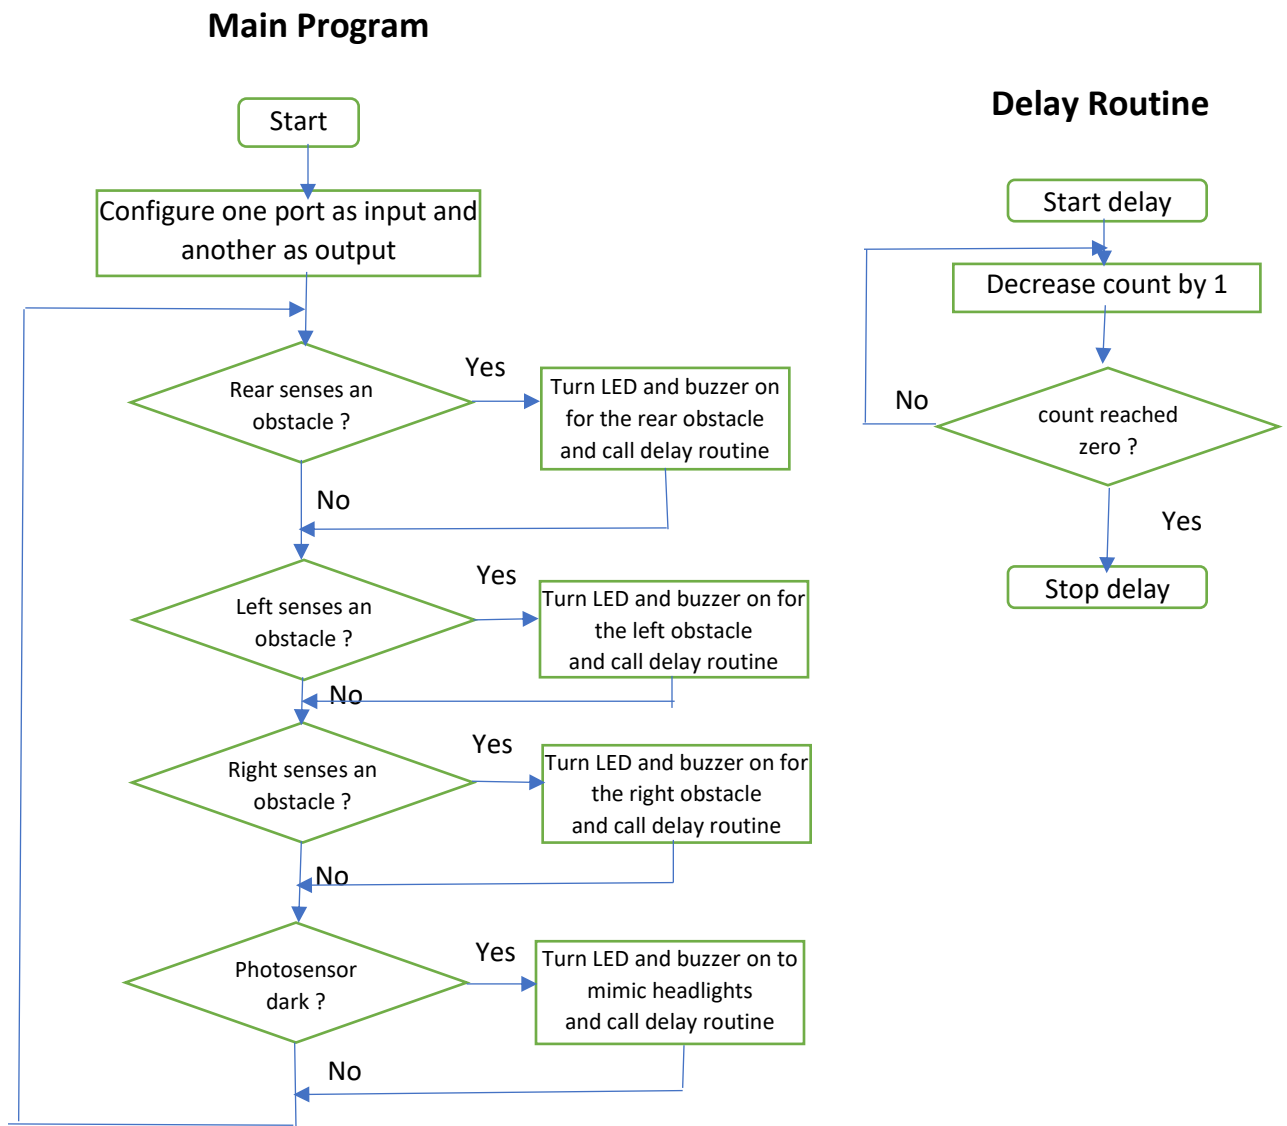 Main Program
Start
Configure one port as input and
another as output
Rear senses an
obstacle ?
Yes
Turn LED and buzzer on
for the rear obstacle
and call delay routine
No
Left senses an
obstacle ?
Yes
Turn LED and buzzer on for
the left obstacle
and call delay routine
No
Right senses an
obstacle ?
Yes
Turn LED and buzzer on for
the right obstacle
and call delay routine
No
Photosensor
dark ?
Yes
Turn LED and buzzer on to
mimic headlights
and call delay routine
No
Delay Routine
Start delay
Decrease count by 1
No
count reached
zero ?
Yes
Stop delay